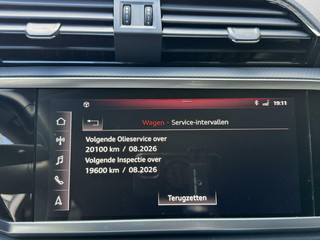 19:11
Wagen - Service-intervallen
Volgende Olieservice over
20100 km / 08.2026
Volgende Inspectie over
19600 km / 08.2026
Terugzetten